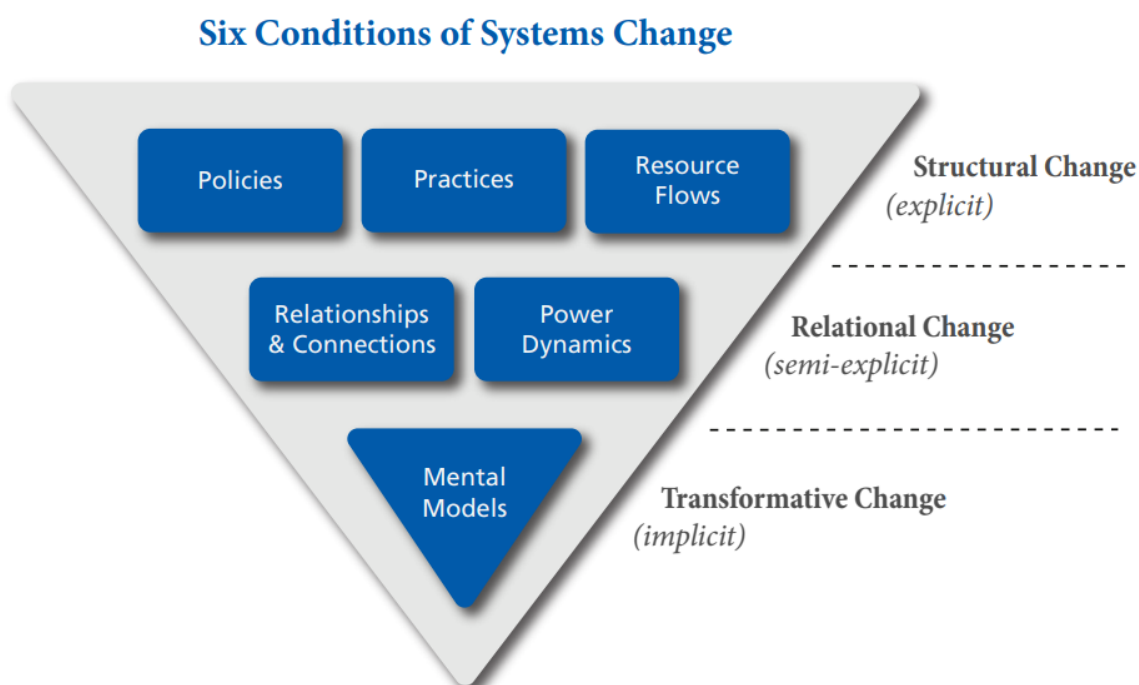 Six Conditions of Systems Change
Policies
Practices
Resource
Flows
Structural Change
(explicit)
Relationships
& Connections
Power
Dynamics
Relational Change
(semi-explicit)
Mental
Models
Transformative Change
(implicit)